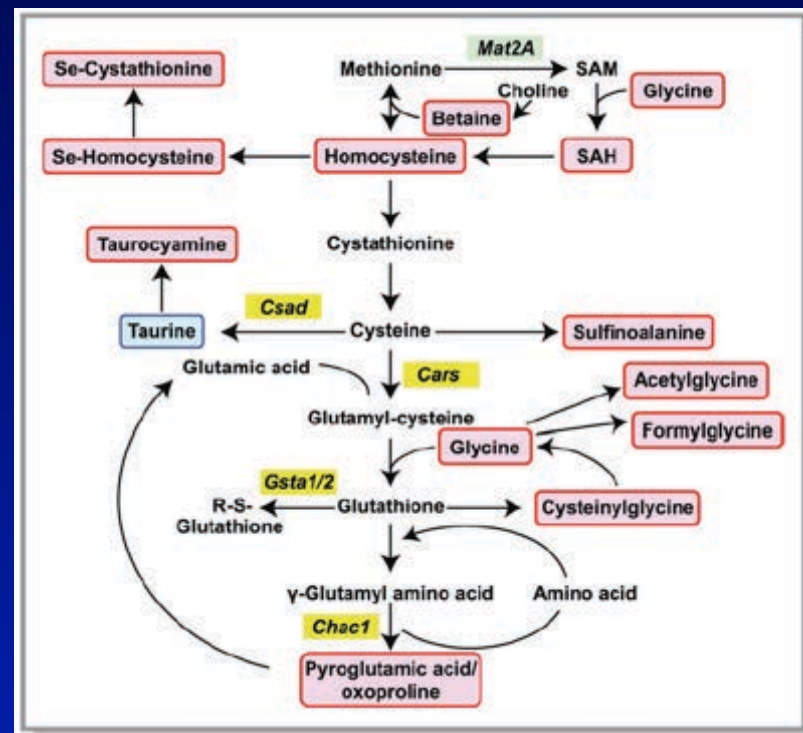 Mat2A
Se-Cystathionine
Methionine
SAM
Choline
Glycine
Betaine
Se-Homocysteine
Homocysteine
SAH
Taurocyamine
Cystathionine
Csad
Taurine
Cysteine
Sulfinoalanine
Glutamic acid
Cars
Acetylglycine
Glutamyl-cysteine
Formylglycine
Glycine
Gsta1/2
R-S-
Glutathione
Glutathione
Cysteinylglycine
γ-Glutamyl amino acid
Amino acid
Chac1
Pyroglutamic acid/
oxoproline